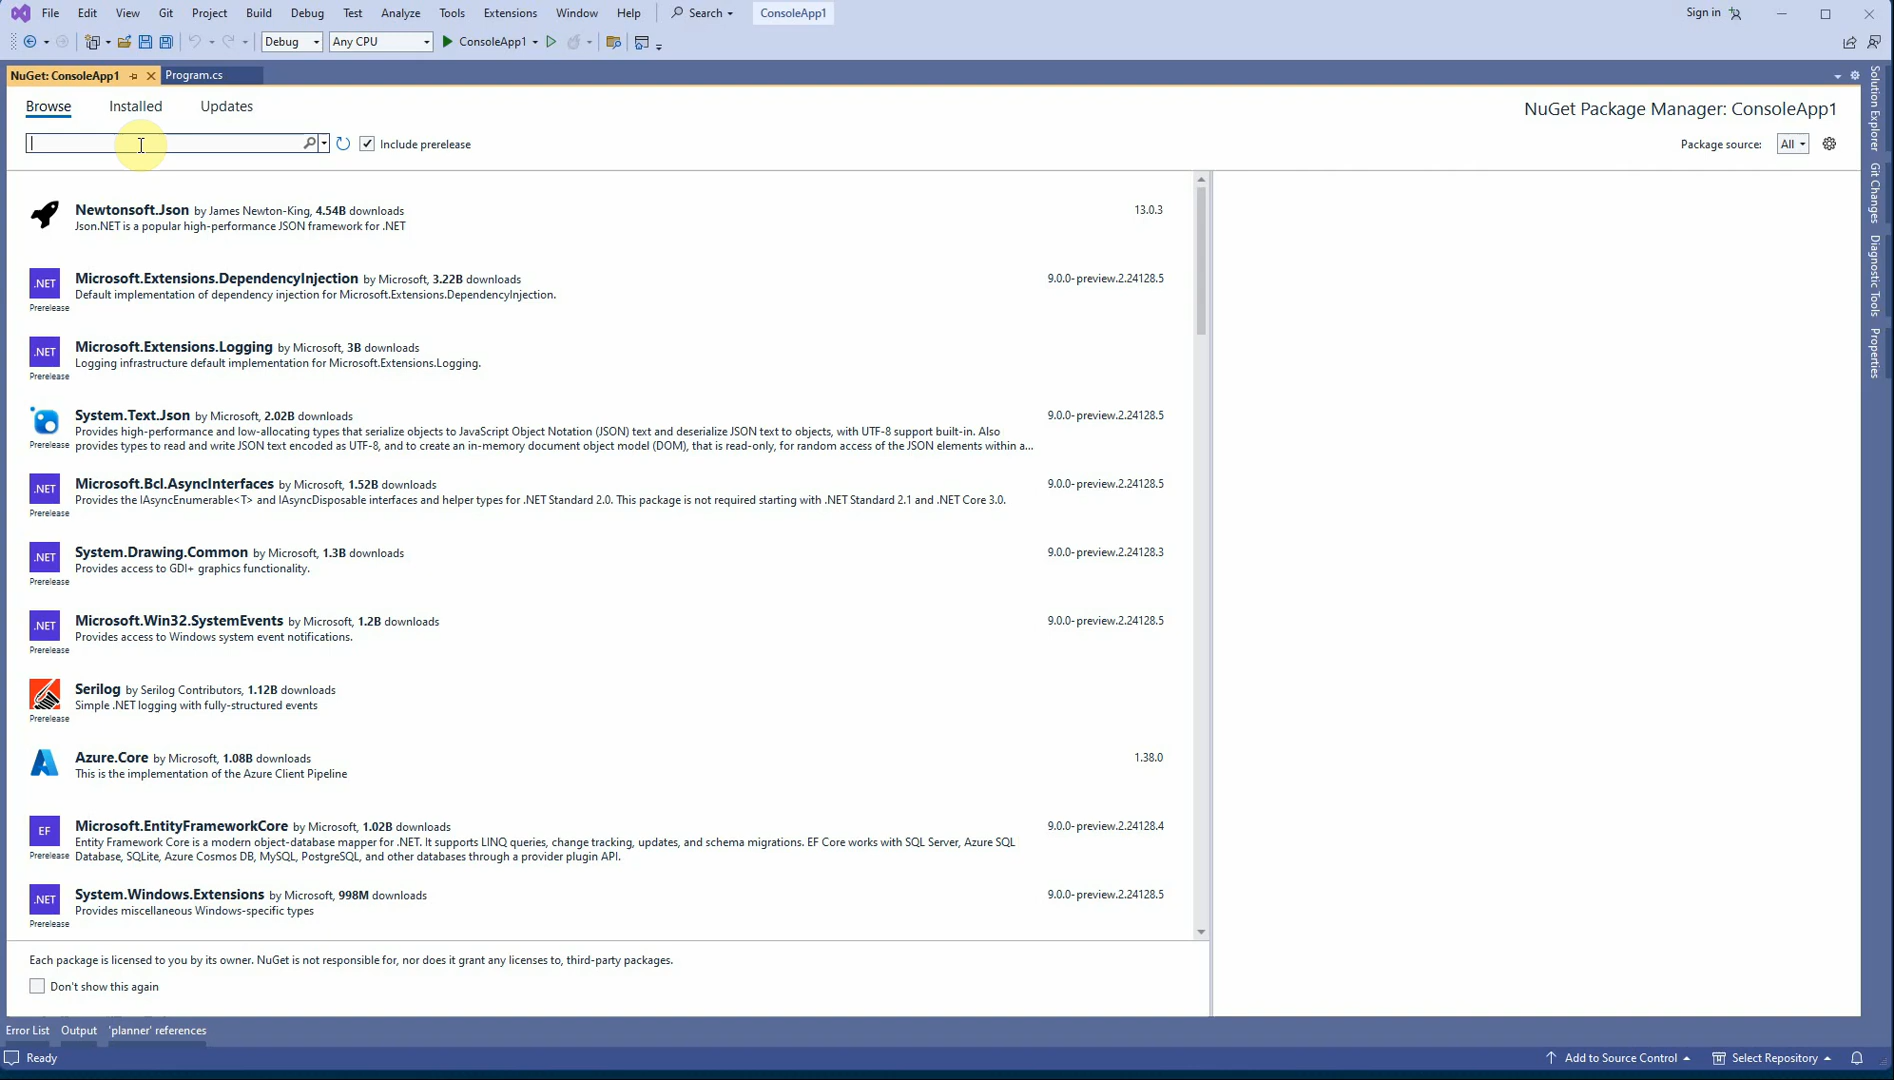 File Edit View Git Project Build Debug Test Analyze Tools Extensions Window Help Search ConsoleApp1 Sign in
Debug Any CPU ConsoleApp1
NuGet: ConsoleApp1 Program.cs
Browse Installed Updates
NuGet Package Manager: ConsoleApp1
Include prerelease
Package source: All
Newtonsoft.Json by James Newton-King, 4.54B downloads 13.0.3
Json.NET is a popular high-performance JSON framework for .NET
.NET Microsoft.Extensions.DependencyInjection by Microsoft, 3.22B downloads 9.0.0-preview.2.24128.5
Default implementation of dependency injection for Microsoft.Extensions.DependencyInjection.
Prerelease
.NET Microsoft.Extensions.Logging by Microsoft, 3B downloads 9.0.0-preview.2.24128.5
Logging infrastructure default implementation for Microsoft.Extensions.Logging.
Prerelease
System.Text.Json by Microsoft, 2.02B downloads 9.0.0-preview.2.24128.5
Provides high-performance and low-allocating types that serialize objects to JavaScript Object Notation (JSON) text and deserialize JSON text to objects, with UTF-8 support built-in. Also
Prerelease provides types to read and write JSON text encoded as UTF-8, and to create an in-memory document object model (DOM), that is read-only, for random access of the JSON elements within a...
.NET Microsoft.Bcl.AsyncInterfaces by Microsoft, 1.52B downloads 9.0.0-preview.2.24128.5
Provides the IAsyncEnumerable<T> and IAsyncDisposable interfaces and helper types for .NET Standard 2.0. This package is not required starting with .NET Standard 2.1 and .NET Core 3.0.
Prerelease
.NET System.Drawing.Common by Microsoft, 1.3B downloads 9.0.0-preview.2.24128.3
Provides access to GDI+ graphics functionality.
Prerelease
.NET Microsoft.Win32.SystemEvents by Microsoft, 1.2B downloads 9.0.0-preview.2.24128.5
Provides access to Windows system event notifications.
Prerelease
Serilog by Serilog Contributors, 1.12B downloads
Simple .NET logging with fully-structured events
Prerelease
Azure.Core by Microsoft, 1.08B downloads 1.38.0
This is the implementation of the Azure Client Pipeline
EF Microsoft.EntityFrameworkCore by Microsoft, 1.02B downloads 9.0.0-preview.2.24128.4
Entity Framework Core is a modern object-database mapper for .NET. It supports LINQ queries, change tracking, updates, and schema migrations. EF Core works with SQL Server, Azure SQL
Prerelease Database, SQLite, Azure Cosmos DB, MySQL, PostgreSQL, and other databases through a provider plugin API.
.NET System.Windows.Extensions by Microsoft, 998M downloads 9.0.0-preview.2.24128.5
Provides miscellaneous Windows-specific types
Prerelease
Each package is licensed to you by its owner. NuGet is not responsible for, nor does it grant any licenses to, third-party packages.
Don't show this again
Solution Explorer
Git Changes
Diagnostic Tools
Properties
Error List Output 'planner' references
Ready Add to Source Control Select Repository